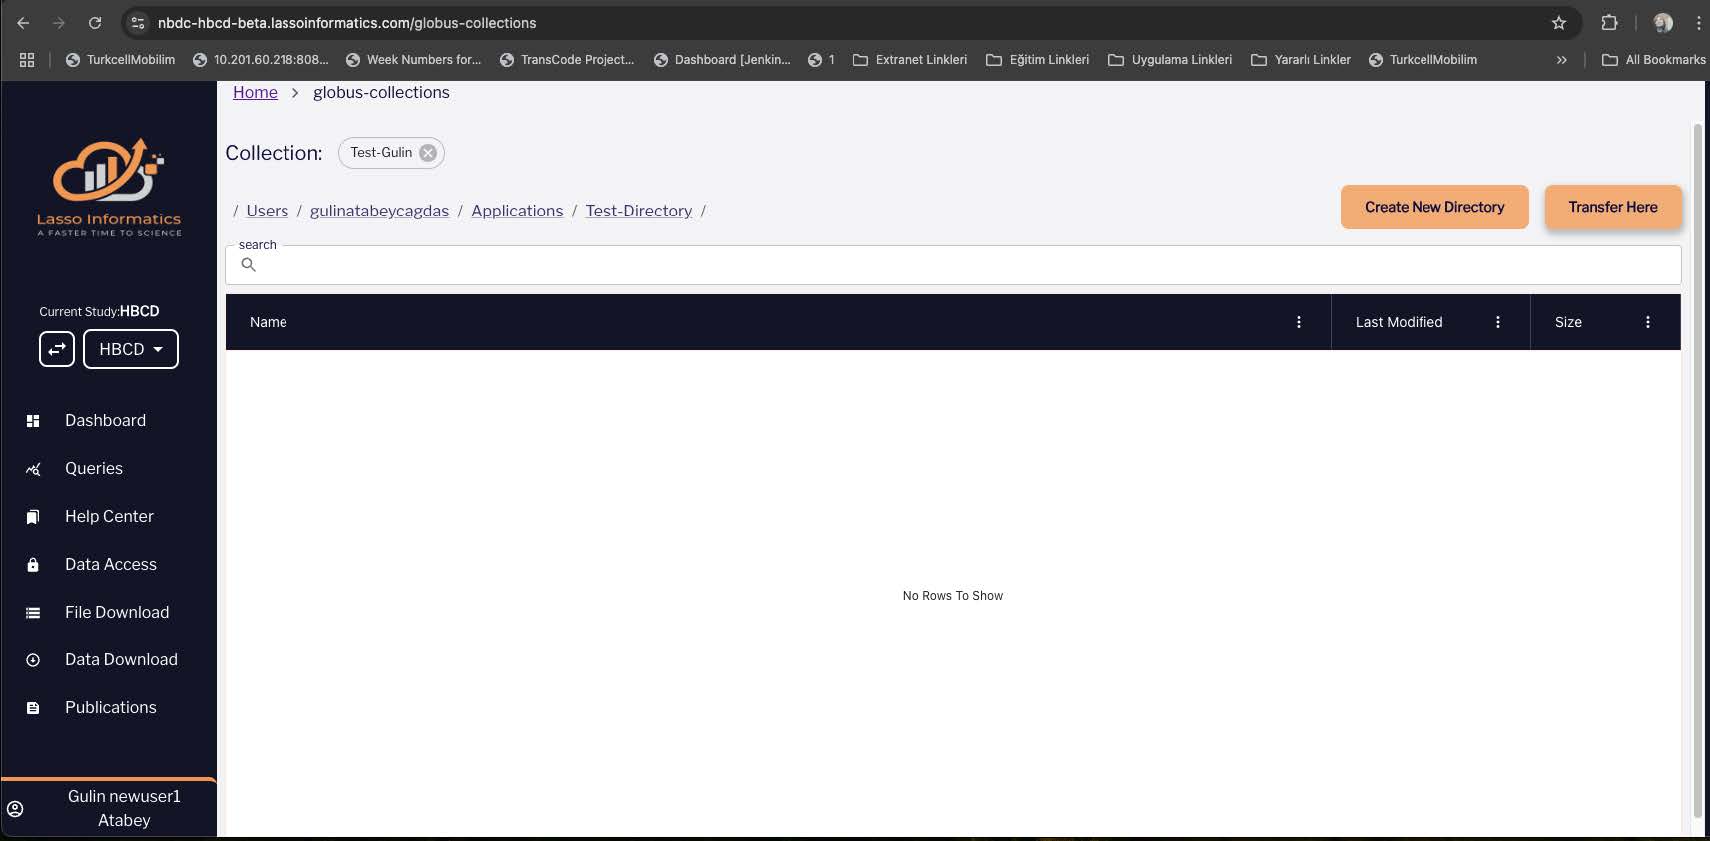 nbdc-hbcd-beta.lassoinformatics.com/globus-collections
TurkcellMobilim 10.201.60.218:808... Week Numbers for... TransCode Project... Dashboard [Jenkin... 1 Extranet Linkleri Eğitim Linkleri Uygulama Linkleri Yararlı Linkler TurkcellMobilim » All Bookmarks
Home > globus-collections
Collection: Test-Gulin
/ Users / gulinatabeycagdas / Applications / Test-Directory /
Create New Directory
Transfer Here
search
Name Last Modified Size
No Rows To Show
Lasso Informatics
A FASTER TIME TO SCIENCE
Current Study:HBCD
HBCD
Dashboard
Queries
Help Center
Data Access
File Download
Data Download
Publications
Gulin newuser1
Atabey